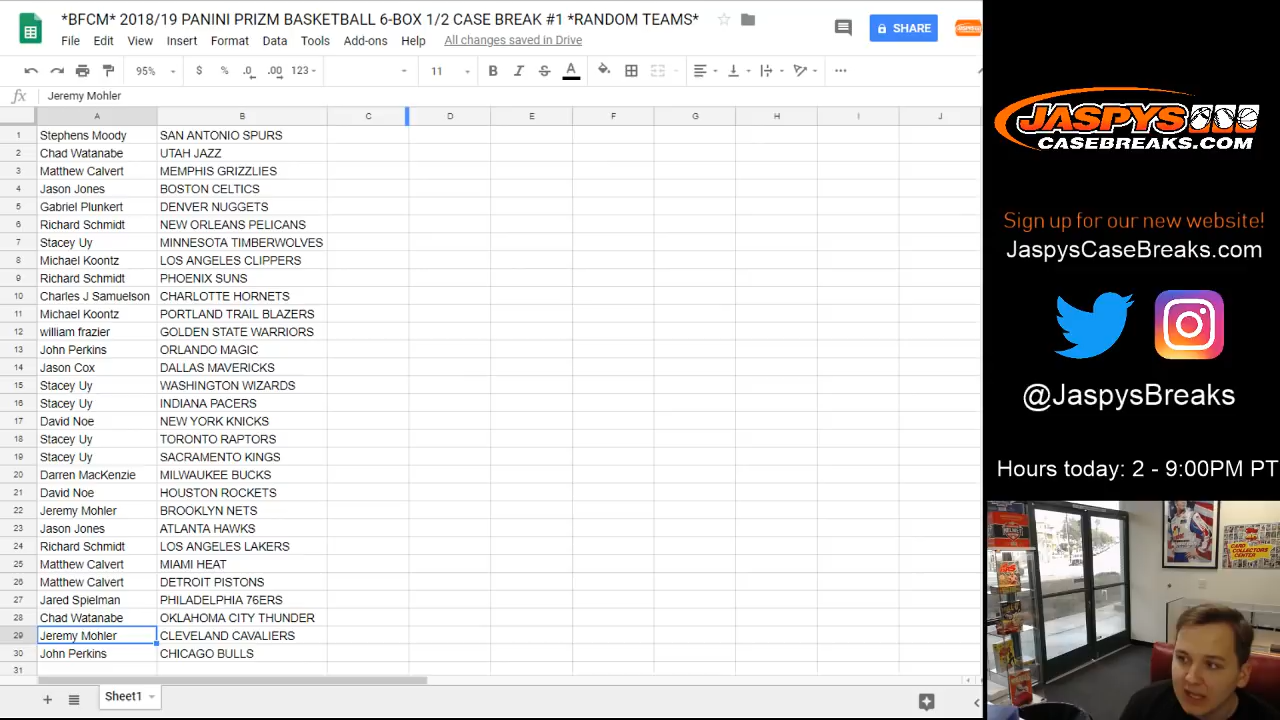 *BFCM* 2018/19 PANINI PRIZM BASKETBALL 6-BOX 1/2 CASE BREAK #1 *RANDOM TEAMS*
SHARE
File Edit View Insert Format Data Tools Add-ons Help All changes saved in Drive
95% $ % .0 .00 123 11 B I S A
fx Jeremy Mohler
A B C D E F G H I J
1 Stephens Moody SAN ANTONIO SPURS
2 Chad Watanabe UTAH JAZZ
3 Matthew Calvert MEMPHIS GRIZZLIES
4 Jason Jones BOSTON CELTICS
5 Gabriel Plunkert DENVER NUGGETS
6 Richard Schmidt NEW ORLEANS PELICANS
7 Stacey Uy MINNESOTA TIMBERWOLVES
8 Michael Koontz LOS ANGELES CLIPPERS
9 Richard Schmidt PHOENIX SUNS
10 Charles J Samuelson CHARLOTTE HORNETS
11 Michael Koontz PORTLAND TRAIL BLAZERS
12 william frazier GOLDEN STATE WARRIORS
13 John Perkins ORLANDO MAGIC
14 Jason Cox DALLAS MAVERICKS
15 Stacey Uy WASHINGTON WIZARDS
16 Stacey Uy INDIANA PACERS
17 David Noe NEW YORK KNICKS
18 Stacey Uy TORONTO RAPTORS
19 Stacey Uy SACRAMENTO KINGS
20 Darren MacKenzie MILWAUKEE BUCKS
21 David Noe HOUSTON ROCKETS
22 Jeremy Mohler BROOKLYN NETS
23 Jason Jones ATLANTA HAWKS
24 Richard Schmidt LOS ANGELES LAKERS
25 Matthew Calvert MIAMI HEAT
26 Matthew Calvert DETROIT PISTONS
27 Jared Spielman PHILADELPHIA 76ERS
28 Chad Watanabe OKLAHOMA CITY THUNDER
29 Jeremy Mohler CLEVELAND CAVALIERS
30 John Perkins CHICAGO BULLS
31
Sheet1
JASPYS
CASEBREAKS.COM
Sign up for our new website!
JaspysCaseBreaks.com
@JaspysBreaks
Hours today: 2 - 9:00PM PT
CARD
COLLECTORS
CENTER